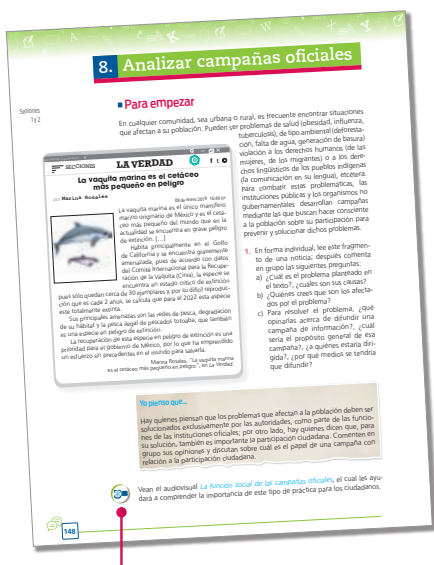 8. Analizar campañas oficiales
Sesiones
1 y 2
Para empezar
En cualquier comunidad, sea urbana o rural, es frecuente encontrar situaciones
que afectan a su población. Pueden ser problemas de salud (obesidad, influenza,
tuberculosis), de tipo ambiental (deforesta-
ción, falta de agua, generación de basura)
violación a los derechos humanos (de las
mujeres, de los migrantes) o a los dere-
chos lingüísticos de los pueblos indígenas
(la comunicación en su lengua), etcétera.
Para combatir estas problemáticas, las
instituciones públicas y los organismos no
gubernamentales desarrollan campañas
mediante las que buscan hacer consciente
a la población sobre su participación para
prevenir y solucionar dichos problemas.
SECCIONES
LA VERDAD
La vaquita marina es el cetáceo
más pequeño en peligro
por Marina Rosales
La vaquita marina es el único mamífero
marino originario de México y es el cetá-
ceo más pequeño del mundo que en la
actualidad se encuentra en grave peligro
de extinción. [...]
Habita principalmente en el Golfo
de California y se encuentra gravemente
amenazada, pues de acuerdo con datos
del Comité Internacional para la Recupe-
ración de la Vaquita (Cirva), la especie se
encuentra en estado crítico de extinción
pues sólo quedan cerca de 30 ejemplares y, por su difícil reproduc-
ción que es cada 2 años, se calcula que para el 2022 esta especie
esté totalmente extinta.
Sus principales amenazas son las redes de pesca, degradación
de su hábitat y la pesca ilegal de pescados totoaba, que también
es una especie en peligro de extinción.
La recuperación de esta especie en peligro de extinción es una
prioridad para el gobierno de México, por lo que ha emprendido
un esfuerzo sin precedentes en el mundo para salvarla.
Marina Rosales, "La vaquita marina
es el cetáceo más pequeño en peligro", en La Verdad.
1. En forma individual, lee este fragmen-
to de una noticia; después comenta
en grupo las siguientes preguntas:
a) ¿Cuál es el problema planteado en
el texto?, ¿cuáles son sus causas?
b) ¿Quiénes crees que son los afecta-
dos por el problema?
c) Para resolver el problema, ¿qué
opinarías acerca de difundir una
campaña de información?, ¿cuál
sería el propósito general de esa
campaña?, ¿a quiénes estaría diri-
gida?, ¿por qué medios se tendría
que difundir?
Yo pienso que...
Hay quienes piensan que los problemas que afectan a la población deben ser
solucionados exclusivamente por las autoridades, como parte de las funcio-
nes de las instituciones oficiales; por otro lado, hay quienes dicen que, para
su solución, también es importante la participación ciudadana. Comenten en
grupo sus opiniones y discutan sobre cuál es el papel de una campaña con
relación a la participación ciudadana.
Vean el audiovisual La función social de las campañas oficiales, el cual les ayu-
dará a comprender la importancia de este tipo de práctica para los ciudadanos.
148